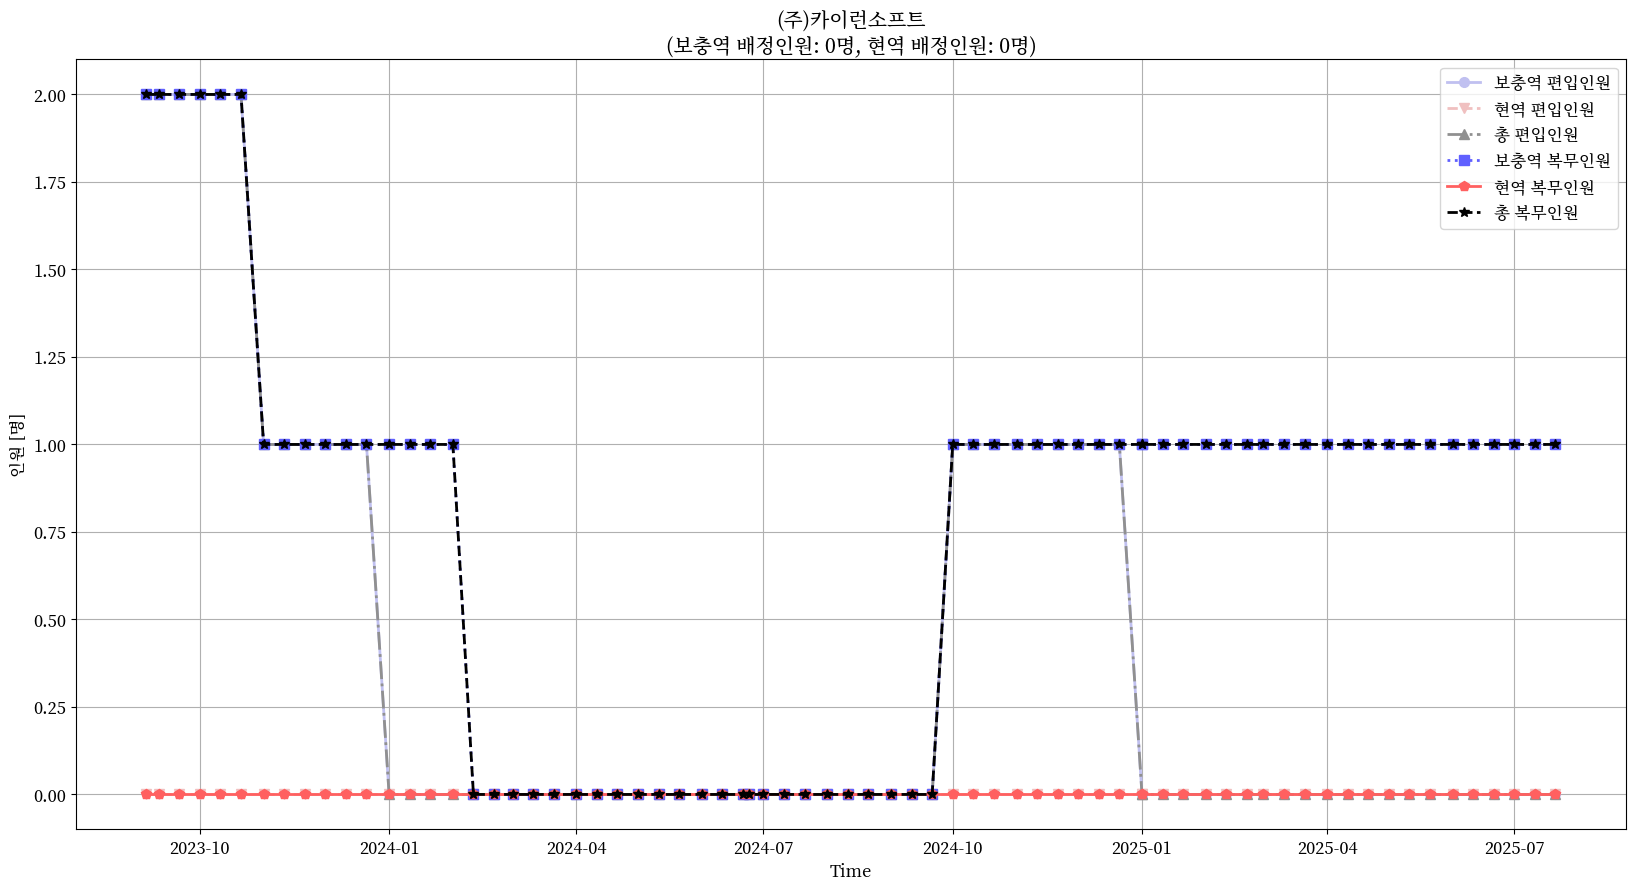 (주)카이런소프트
(보충역 배정인원: 0명, 현역 배정인원: 0명)
보충역 편입인원
현역 편입인원
총 편입인원
보충역 복무인원
현역 복무인원
총 복무인원
인원 [명]
2.00
1.75
1.50
1.25
1.00
0.75
0.50
0.25
0.00
2023-10 2024-01 2024-04 2024-07 2024-10 2025-01 2025-04 2025-07
Time